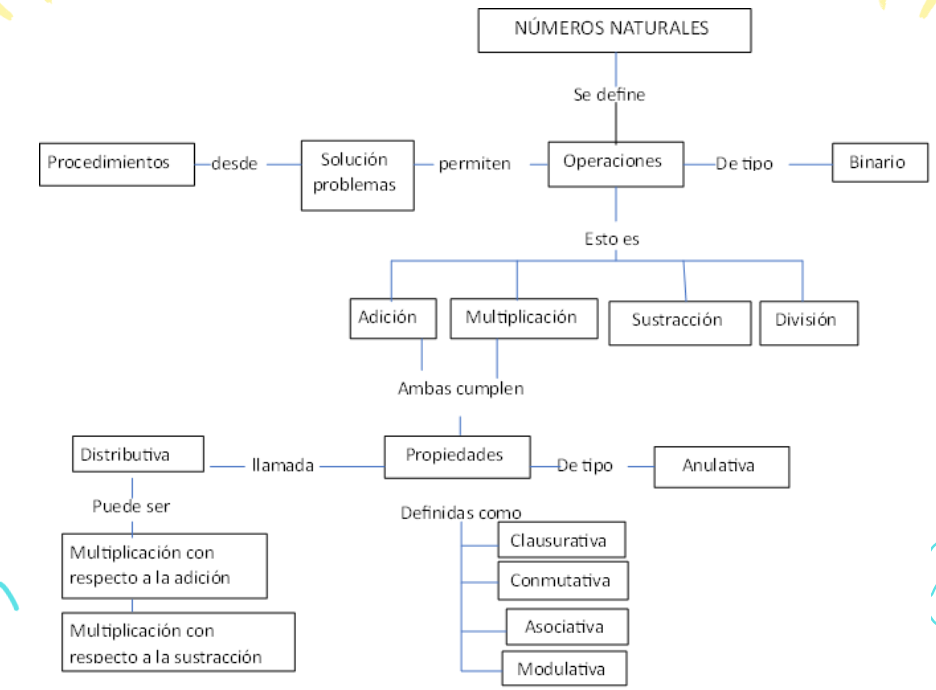 NÚMEROS NATURALES
Se define
Procedimientos
desde
Solución
problemas
permiten
Operaciones
De tipo
Binario
Esto es
Adición
Multiplicación
Sustracción
División
Ambas cumplen
Distributiva
llamada
Propiedades
De tipo
Anulativa
Puede ser
Definidas como
Multiplicación con
respecto a la adición
Multiplicación con
respecto a la sustracción
Clausurativa
Conmutativa
Asociativa
Modulativa